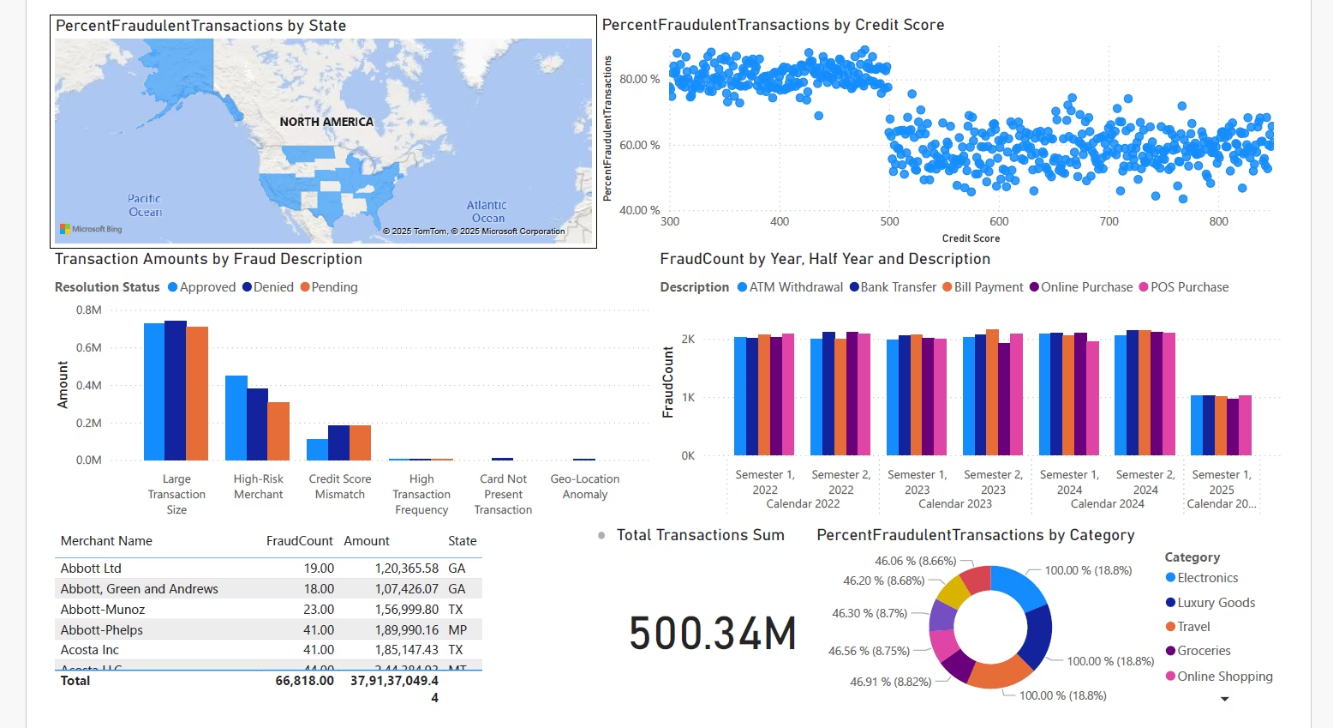 PercentFraudulentTransactions by State
NORTH AMERICA
Pacific
Ocean
Atlantic
Ocean
Microsoft Bing
© 2025 TomTom, © 2025 Microsoft Corporation
PercentFraudulentTransactions by Credit Score
PercentFraudulentTransactions
80.00 %
60.00 %
40.00 %
300 400 500 600 700 800
Credit Score
Transaction Amounts by Fraud Description
Resolution Status Approved Denied Pending
Amount
0.8M
0.6M
0.4M
0.2M
0.0M
Large
Transaction
Size
High-Risk
Merchant
Credit Score
Mismatch
High
Transaction
Frequency
Card Not
Present
Transaction
Geo-Location
Anomaly
FraudCount by Year, Half Year and Description
Description ATM Withdrawal Bank Transfer Bill Payment Online Purchase POS Purchase
FraudCount
2K
1K
0K
Semester 1,
2022
Semester 2,
2022
Semester 1,
2023
Semester 2,
2023
Semester 1,
2024
Semester 2,
2024
Semester 1,
2025
Calendar 2022 Calendar 2023 Calendar 2024 Calendar 20...
Merchant Name FraudCount Amount State
Abbott Ltd 19.00 1,20,365.58 GA
Abbott, Green and Andrews 18.00 1,07,426.07 GA
Abbott-Munoz 23.00 1,56,999.80 TX
Abbott-Phelps 41.00 1,89,990.16 MP
Acosta Inc 41.00 1,85,147.43 TX
Total 66,818.00 37,91,37,049.4
4
Total Transactions Sum
500.34M
PercentFraudulentTransactions by Category
46.06 % (8.66%)
46.20 % (8.68%)
46.30 % (8.7%)
46.56 % (8.75%)
46.91 % (8.82%)
100.00 % (18.8%)
100.00 % (18.8%)
100.00 % (18.8%)
Category
Electronics
Luxury Goods
Travel
Groceries
Online Shopping